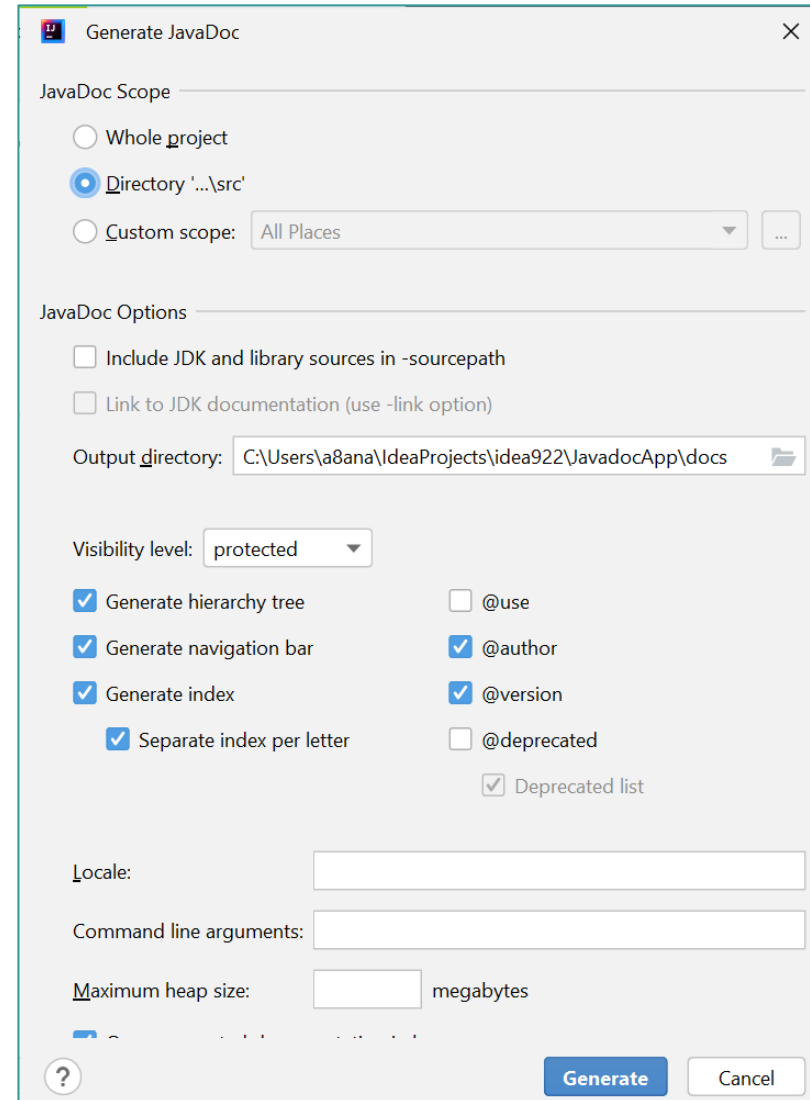 IJ
Generate JavaDoc
JavaDoc Scope
Whole project
Directory '...\src'
Custom scope: All Places ...
JavaDoc Options
Include JDK and library sources in -sourcepath
Link to JDK documentation (use -link option)
Output directory: C:\Users\a8ana\IdeaProjects\idea922\JavadocApp\docs
Visibility level: protected
Generate hierarchy tree @use
Generate navigation bar @author
Generate index @version
Separate index per letter @deprecated
Deprecated list
Locale:
Command line arguments:
Maximum heap size: megabytes
? Generate Cancel